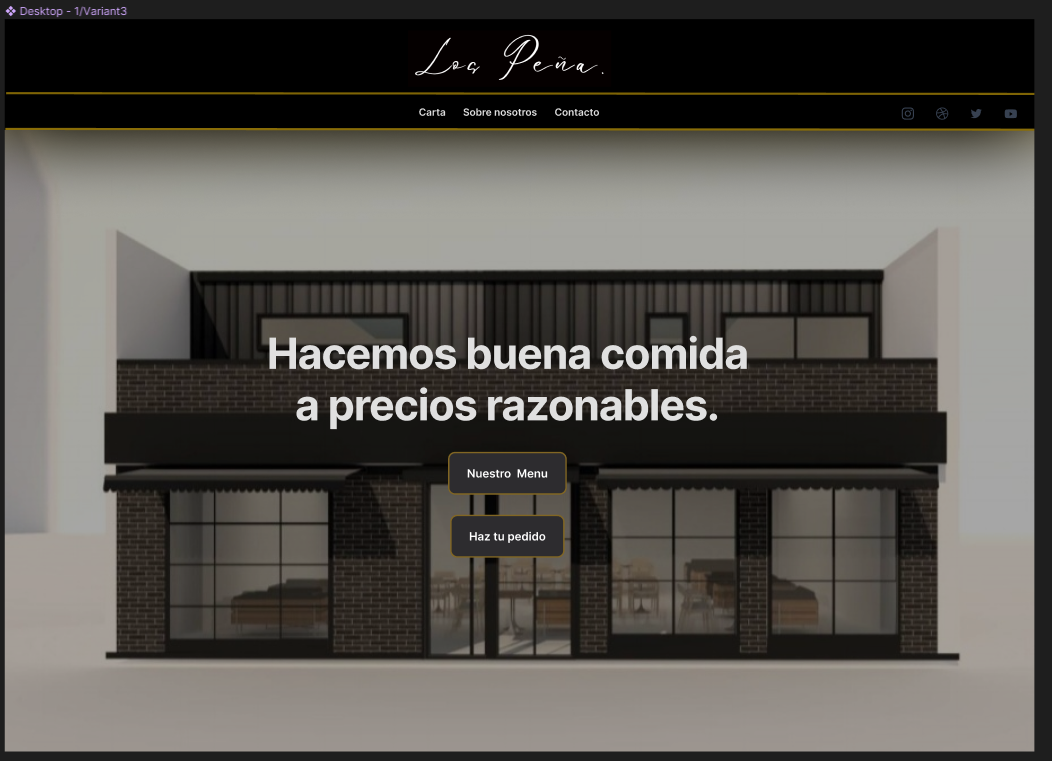 Desktop - 1/Variant3
Los Peña.
Carta Sobre nosotros Contacto
Hacemos buena comida
a precios razonables.
Nuestro Menu
Haz tu pedido